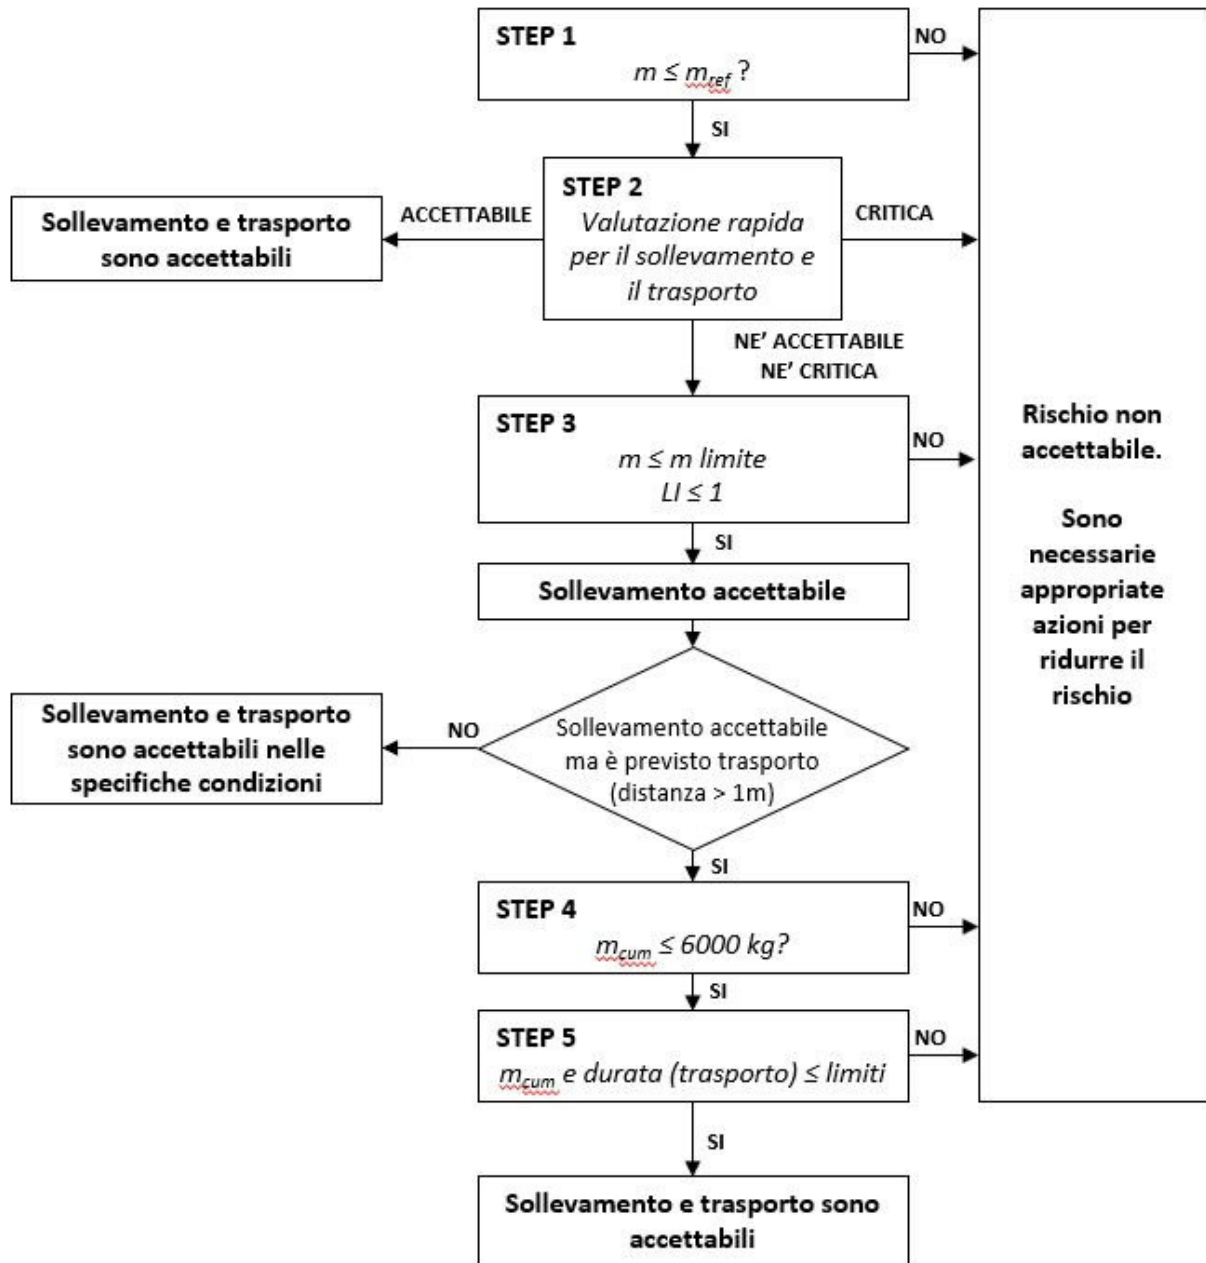 STEP 1
m ≤ mref ?
NO
SI
STEP 2
Valutazione rapida
per il sollevamento e
il trasporto
ACCETTABILE
CRITICA
Sollevamento e trasporto
sono accettabili
NE’ ACCETTABILE
NE’ CRITICA
STEP 3
m ≤ m limite
LI ≤ 1
NO
SI
Sollevamento accettabile
Sollevamento accettabile
ma è previsto trasporto
(distanza > 1m)
NO
Sollevamento e trasporto
sono accettabili nelle
specifiche condizioni
SI
STEP 4
mcum ≤ 6000 kg?
NO
SI
STEP 5
mcum e durata (trasporto) ≤ limiti
NO
SI
Sollevamento e trasporto sono
accettabili
Rischio non
accettabile.
Sono
necessarie
appropriate
azioni per
ridurre il
rischio